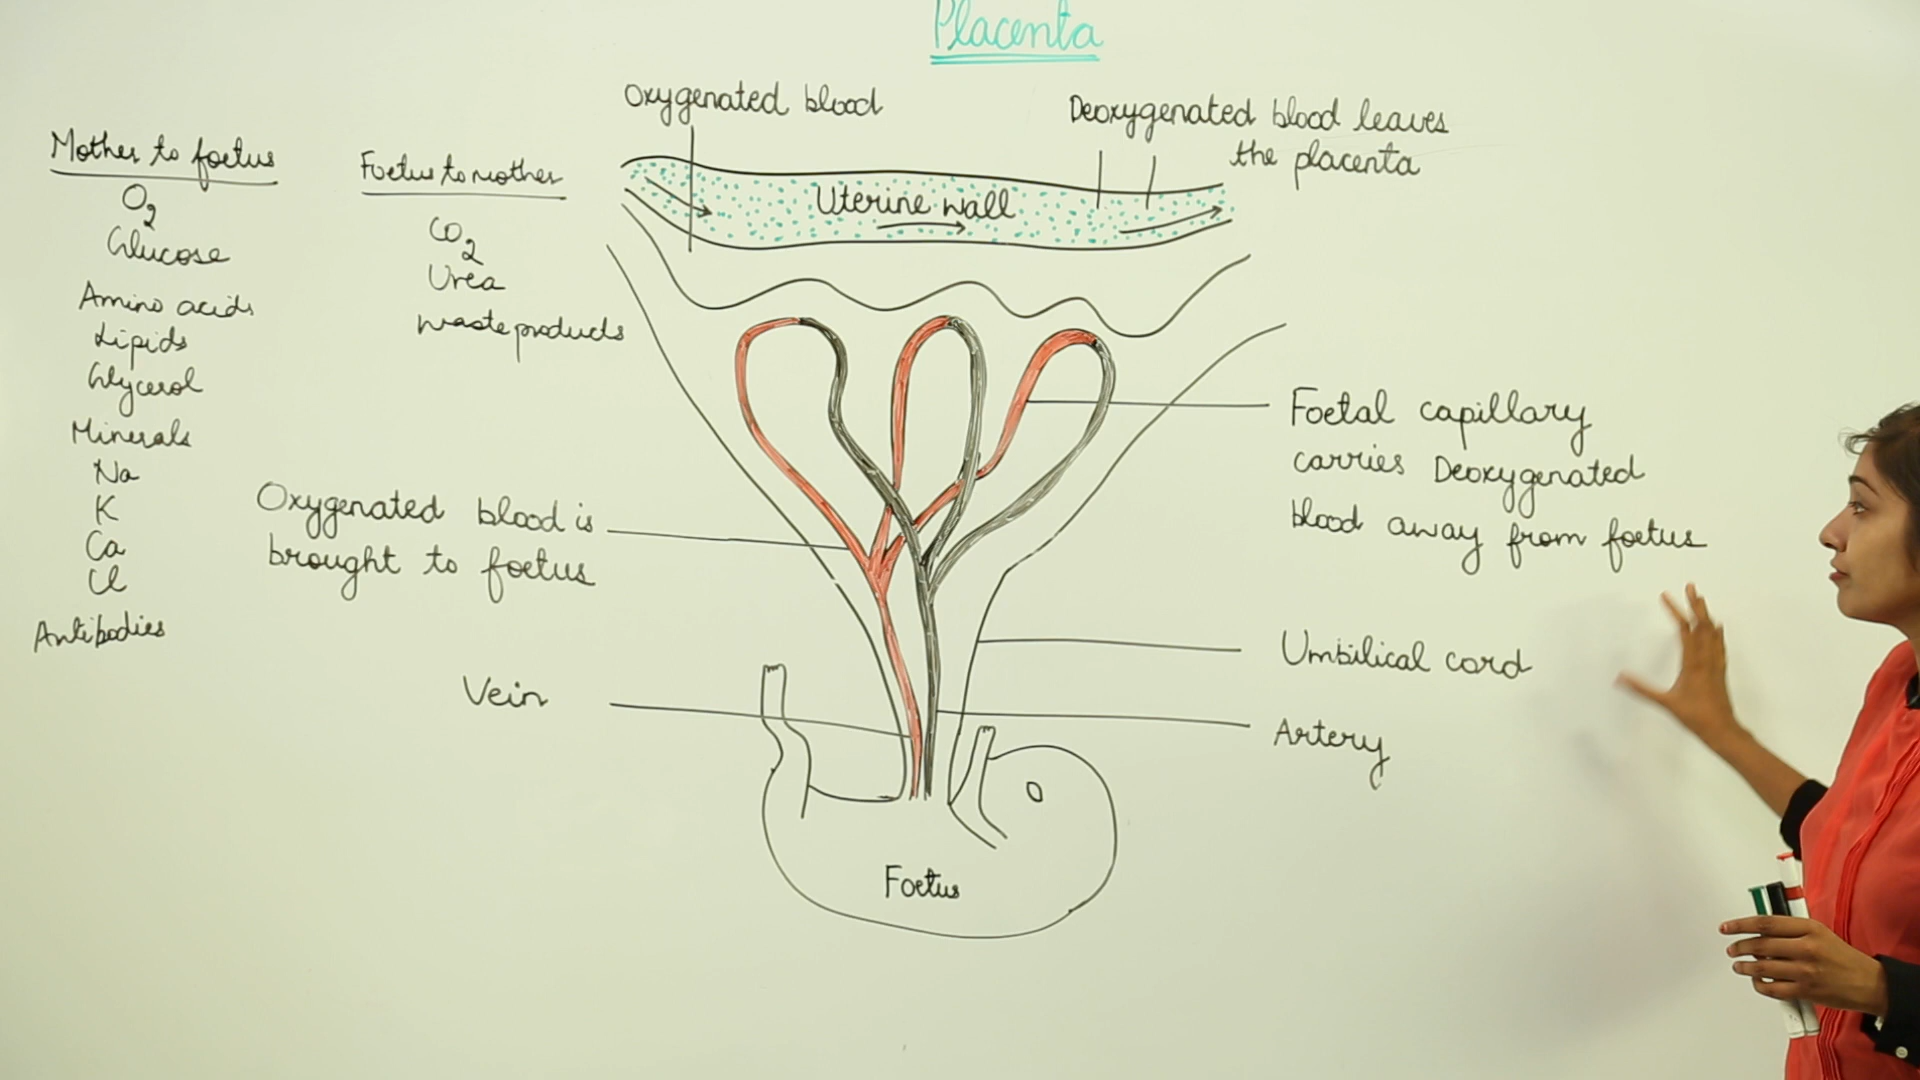 Placenta
Oxygenated blood
Deoxygenated blood leaves
the placenta
Uterine wall
Mother to foetus
O2
Glucose
Amino acids
Lipids
Glycerol
Minerals
Na
K
Ca
Cl
Antibodies
Foetus to mother
CO2
Urea
waste products
Oxygenated blood is
brought to foetus
Vein
Foetal capillary
carries Deoxygenated
blood away from foetus
Umbilical cord
Artery
Foetus